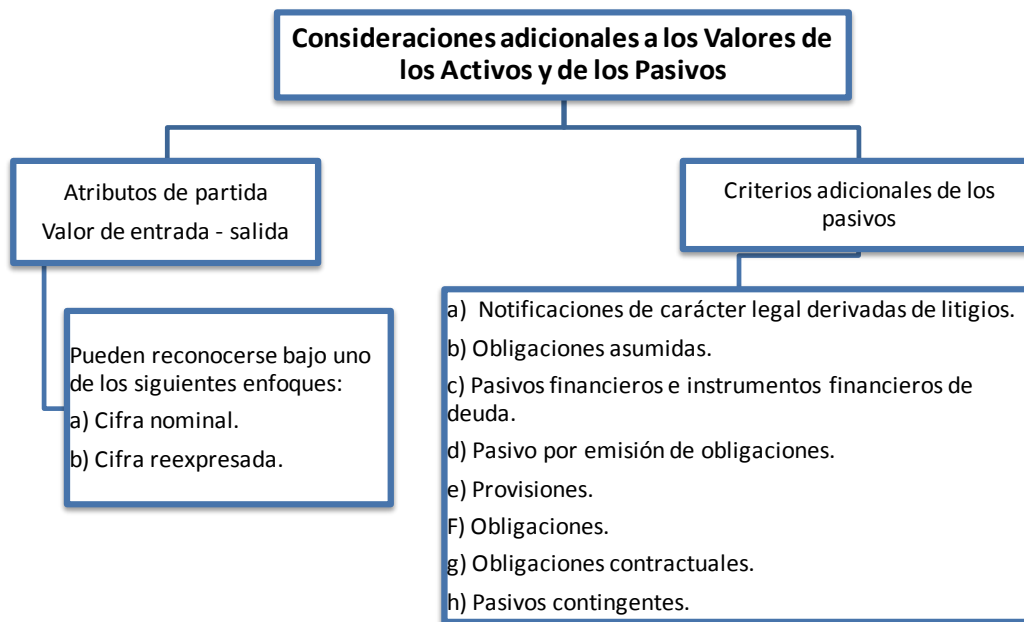 Consideraciones adicionales a los Valores de
los Activos y de los Pasivos
Atributos de partida
Valor de entrada - salida
Criterios adicionales de los
pasivos
Pueden reconocerse bajo uno
de los siguientes enfoques:
a) Cifra nominal.
b) Cifra reexpresada.
a) Notificaciones de carácter legal derivadas de litigios.
b) Obligaciones asumidas.
c) Pasivos financieros e instrumentos financieros de
deuda.
d) Pasivo por emisión de obligaciones.
e) Provisiones.
F) Obligaciones.
g) Obligaciones contractuales.
h) Pasivos contingentes.